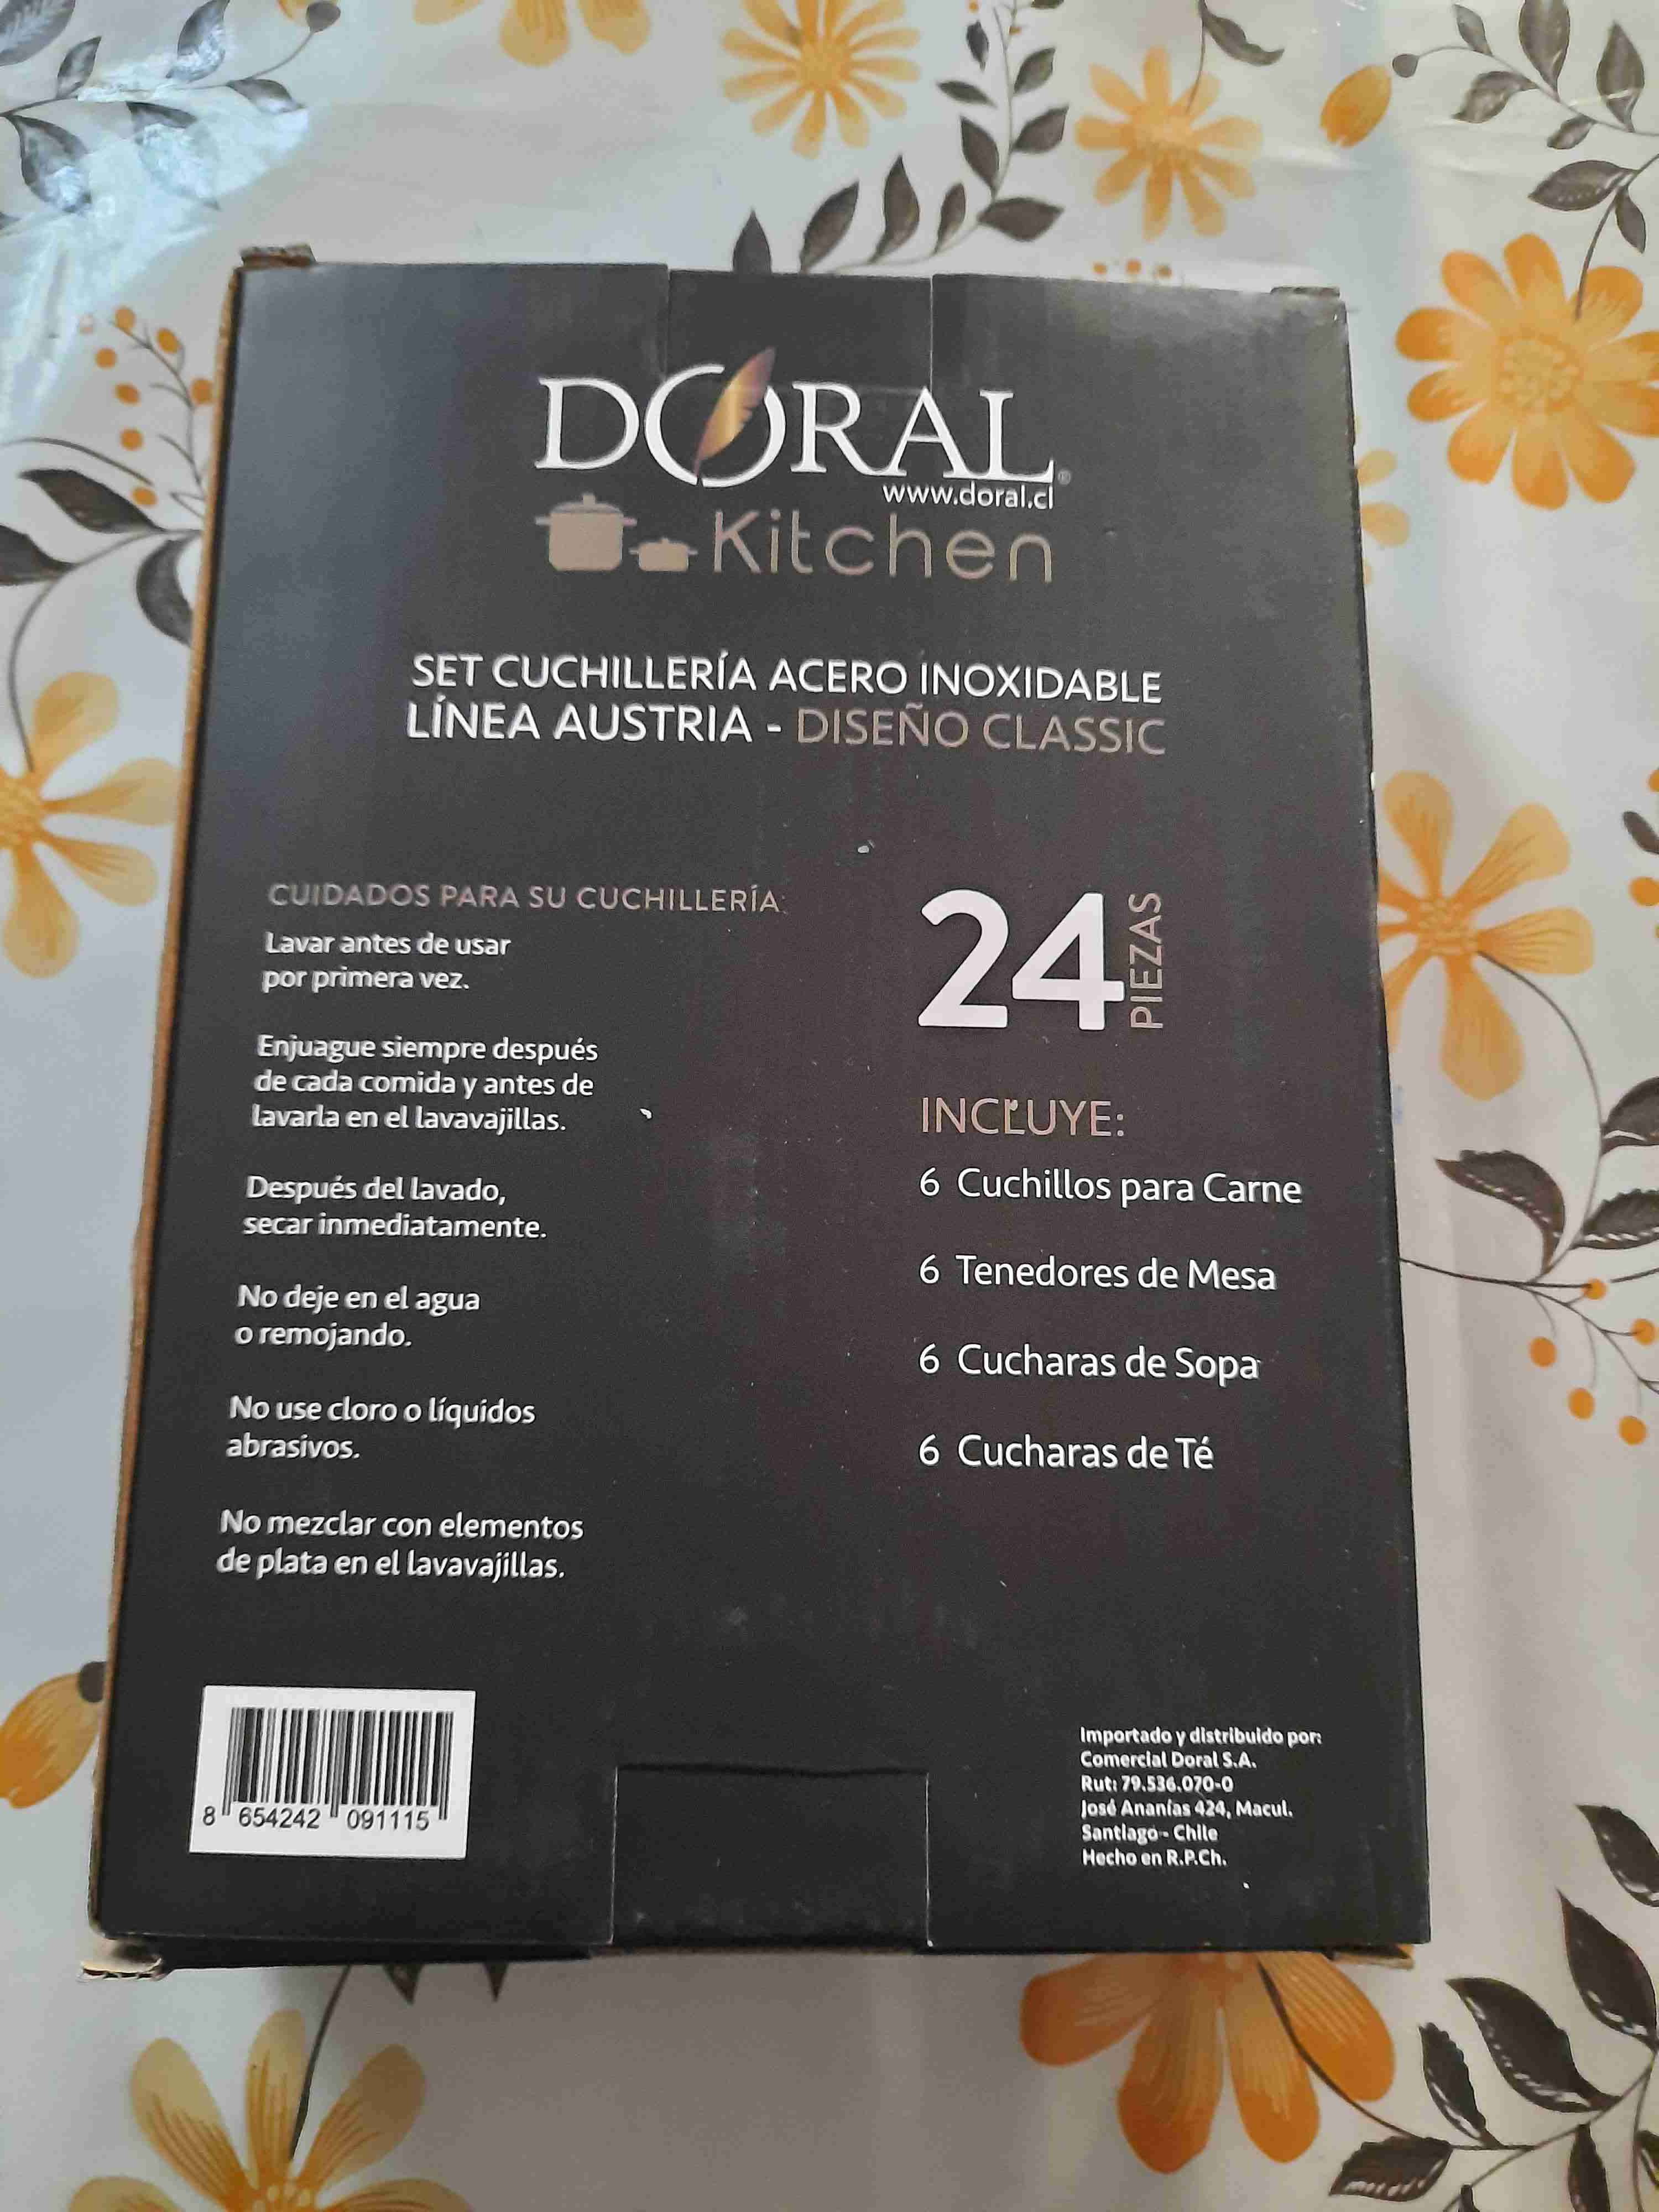 DORAL®
www.doral.cl
Kitchen
SET CUCHILLERÍA ACERO INOXIDABLE
LÍNEA AUSTRIA - DISEÑO CLASSIC
CUIDADOS PARA SU CUCHILLERÍA:
Lavar antes de usar
por primera vez.
Enjuague siempre después
de cada comida y antes de
lavarla en el lavavajillas.
Después del lavado,
secar inmediatamente.
No deje en el agua
o remojando.
No use cloro o líquidos
abrasivos.
No mezclar con elementos
de plata en el lavavajillas.
24 PIEZAS
INCLUYE:
6 Cuchillos para Carne
6 Tenedores de Mesa
6 Cucharas de Sopa
6 Cucharas de Té
8 654242 091115
Importado y distribuido por:
Comercial Doral S.A.
Rut: 79.536.070-0
José Ananías 424, Macul.
Santiago - Chile
Hecho en R.P.Ch.